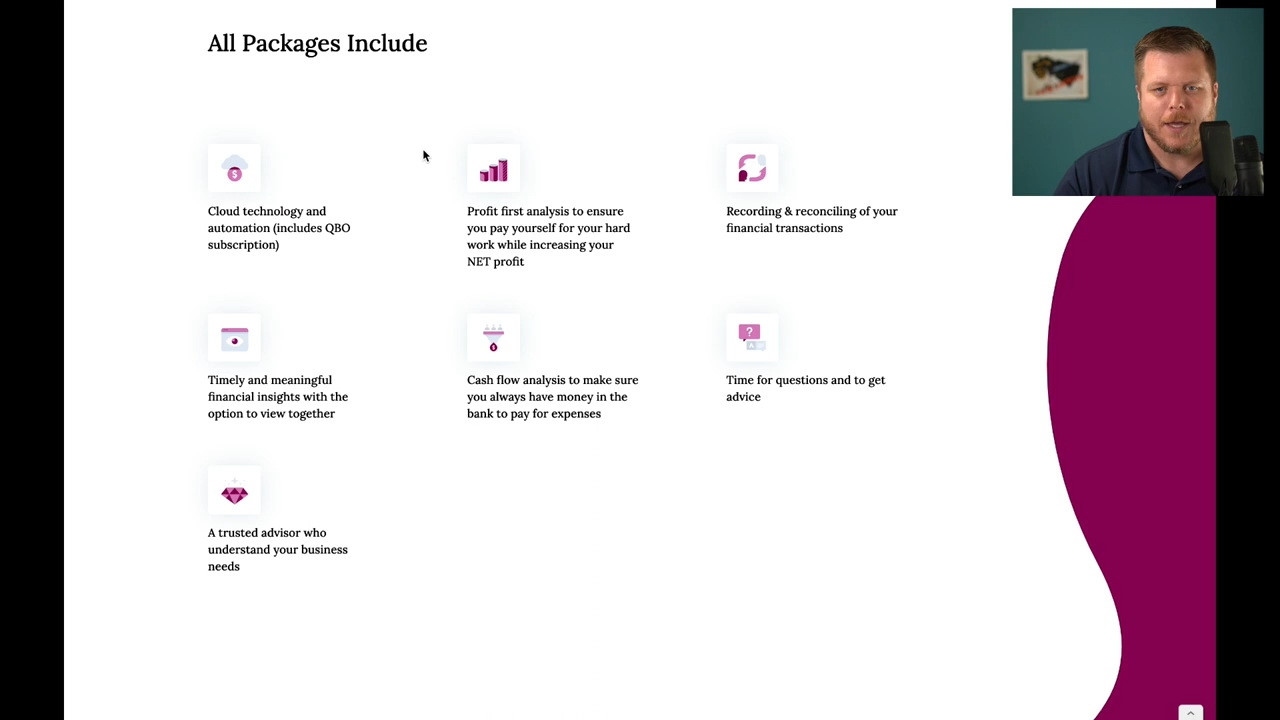 All Packages Include
Cloud technology and
automation (includes QBO
subscription)
Profit first analysis to ensure
you pay yourself for your hard
work while increasing your
NET profit
Recording & reconciling of your
financial transactions
Timely and meaningful
financial insights with the
option to view together
Cash flow analysis to make sure
you always have money in the
bank to pay for expenses
Time for questions and to get
advice
A trusted advisor who
understand your business
needs